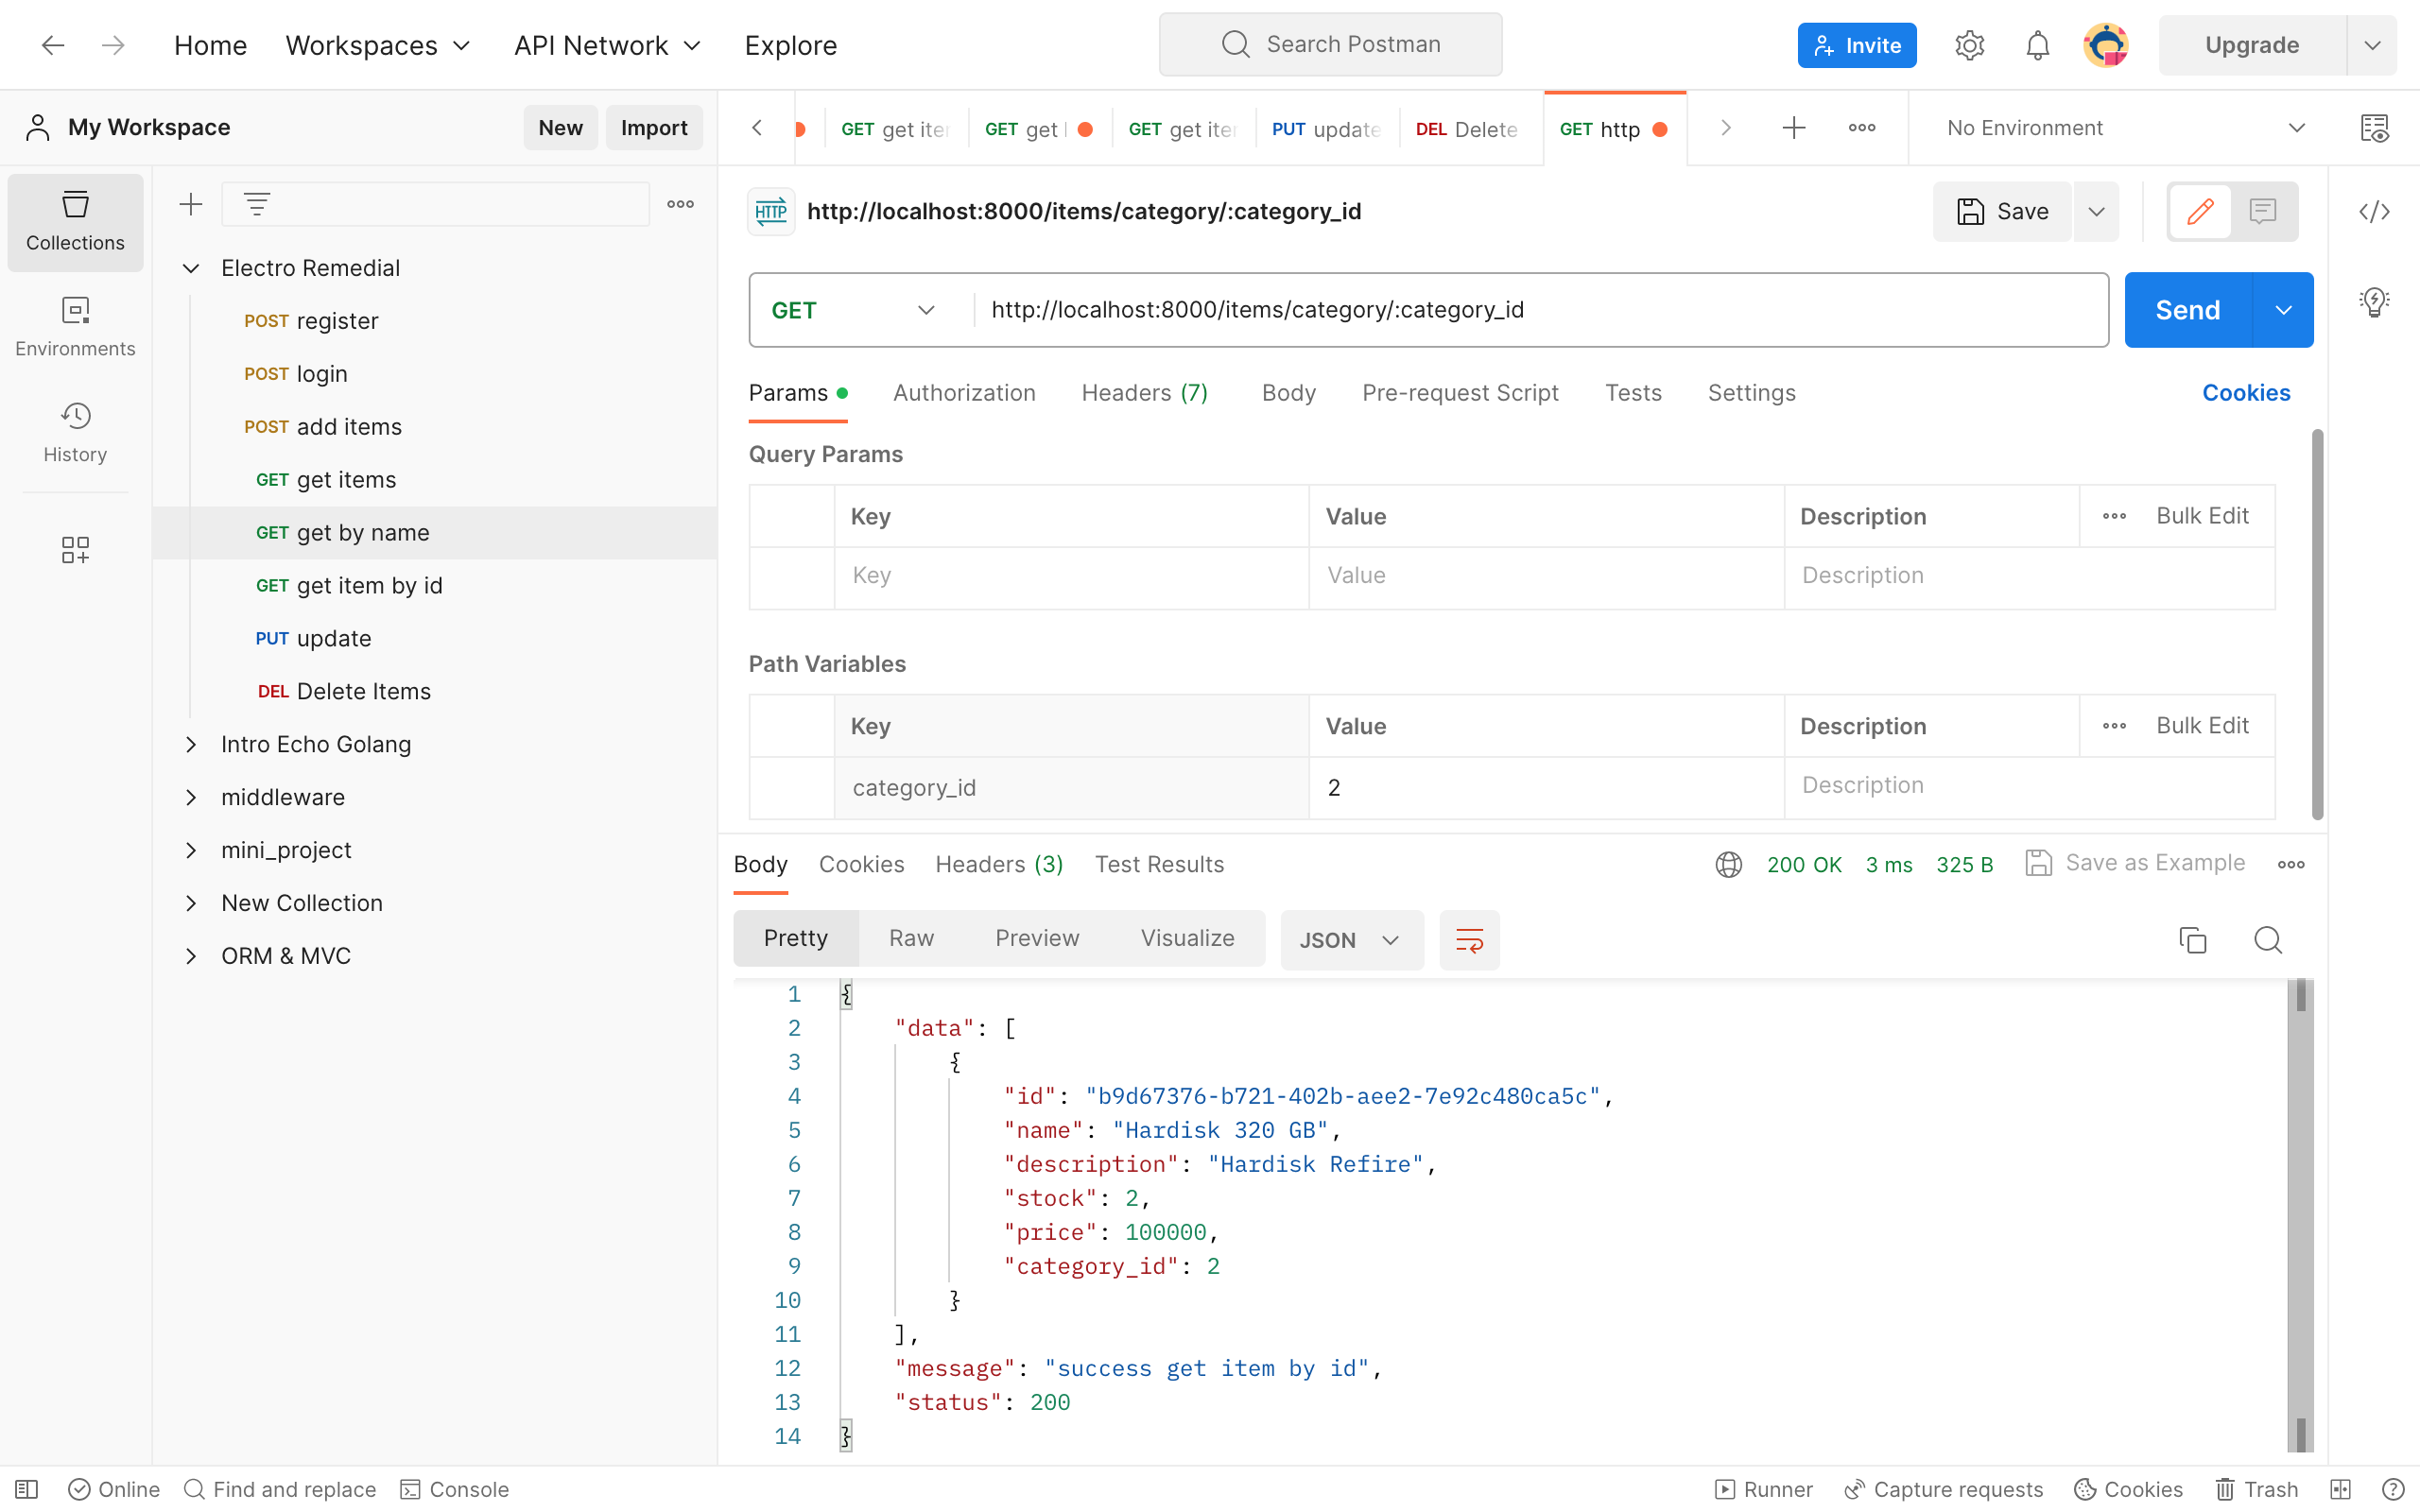 Home Workspaces API Network Explore Search Postman Invite Upgrade
My Workspace New Import GET get iter GET get GET get iter PUT update DEL Delete GET http No Environment
HTTP http://localhost:8000/items/category/:category_id Save
Collections
Environments
History
Electro Remedial
POST register
POST login
POST add items
GET get items
GET get by name
GET get item by id
PUT update
DEL Delete Items
Intro Echo Golang
middleware
mini_project
New Collection
ORM & MVC
GET http://localhost:8000/items/category/:category_id Send
Params Authorization Headers (7) Body Pre-request Script Tests Settings Cookies
Query Params
Key Value Description Bulk Edit
Key Value Description
Path Variables
Key Value Description Bulk Edit
category_id 2 Description
Body Cookies Headers (3) Test Results 200 OK 3 ms 325 B Save as Example
Pretty Raw Preview Visualize JSON
1 {
2 "data": [
3 {
4 "id": "b9d67376-b721-402b-aee2-7e92c480ca5c",
5 "name": "Hardisk 320 GB",
6 "description": "Hardisk Refire",
7 "stock": 2,
8 "price": 100000,
9 "category_id": 2
10 }
11 ],
12 "message": "success get item by id",
13 "status": 200
14 }
Online Find and replace Console Runner Capture requests Cookies Trash